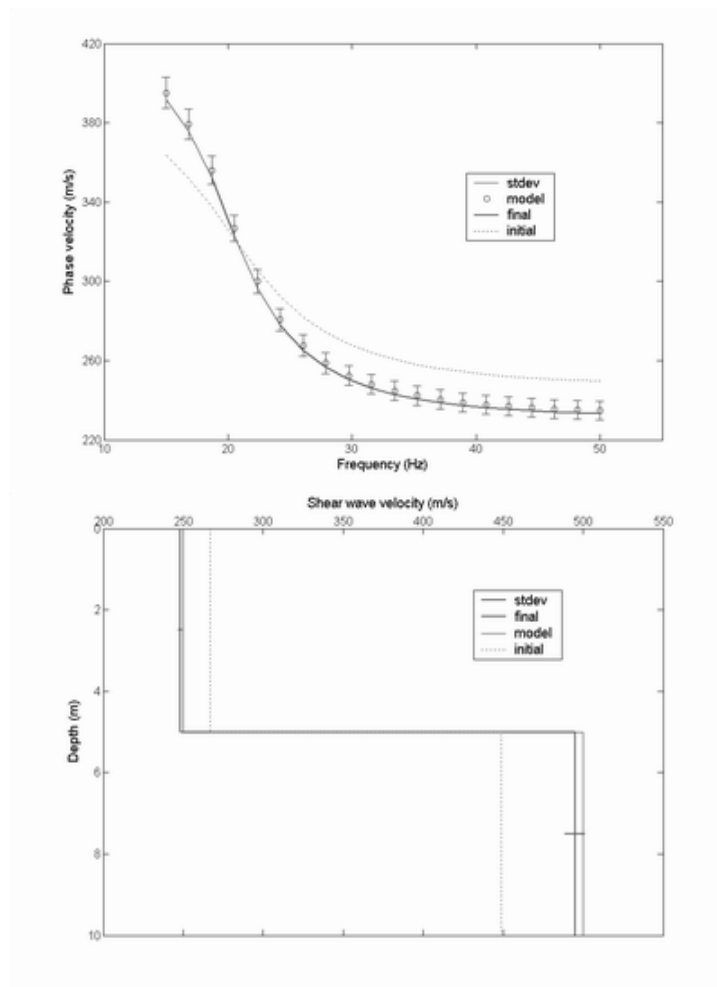 420
380
340
300
260
220
Phase velocity (m/s)
stdev
model
final
initial
10 20 30 40 50
Frequency (Hz)
Shear wave velocity (m/s)
200 250 300 350 400 450 500 550
0
2
4
6
8
10
Depth (m)
stdev
final
model
initial